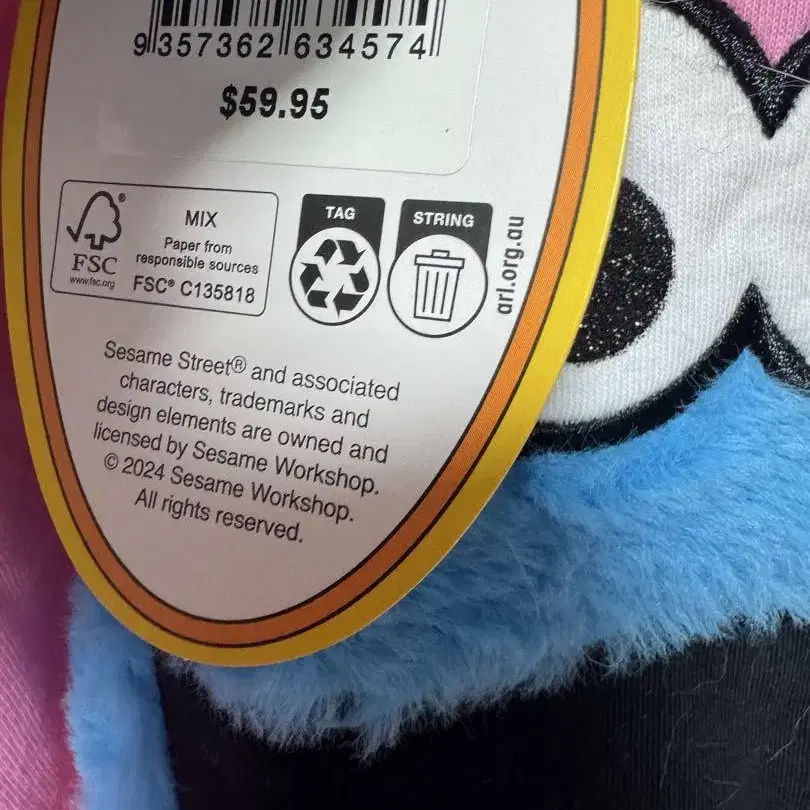 9 357362 634574
$59.95
FSC®
www.fsc.org
MIX
Paper from
responsible sources
FSC® C135818
TAG
STRING
arl.org.au
Sesame Street® and associated
characters, trademarks and
design elements are owned and
licensed by Sesame Workshop.
© 2024 Sesame Workshop.
All rights reserved.